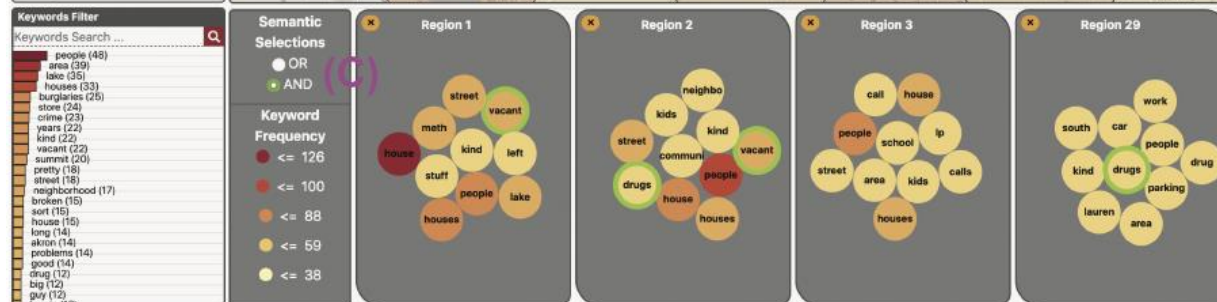 Keywords Filter
Keywords Search ...
people (48)
area (39)
lake (35)
houses (33)
burglaries (25)
store (24)
crime (23)
years (22)
kind (22)
vacant (22)
summit (20)
pretty (18)
street (18)
neighborhood (17)
broken (15)
sort (15)
house (15)
long (14)
akron (14)
problems (14)
good (14)
drug (12)
big (12)
guy (12)
Semantic
Selections
OR
AND
(C)
Keyword
Frequency
<= 126
<= 100
<= 88
<= 59
<= 38
Region 1
street
vacant
meth
house
kind
left
stuff
people
lake
houses
Region 2
neighbo
kids
street
kind
vacant
communi
people
drugs
house
houses
Region 3
call
house
people
school
lp
street
area
kids
calls
houses
Region 29
work
south
car
people
drug
kind
drugs
parking
lauren
area